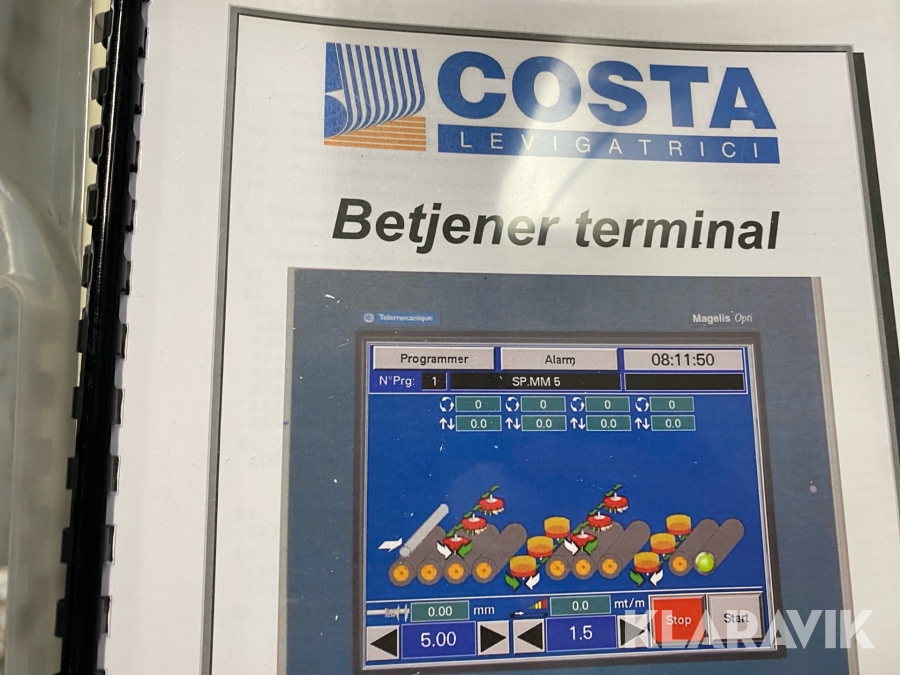 COSTA
LEVIGATRICI
Betjener terminal
Telemecanique
Magelis Opti
Programmer
Alarm
08:11:50
N°Prg: 1 SP.MM 5
0 0 0 0
0.0 0.0 0.0 0.0
0.00 mm
0.0 mt/m
5.00
1.5
Stop
Start
KLARAVIK